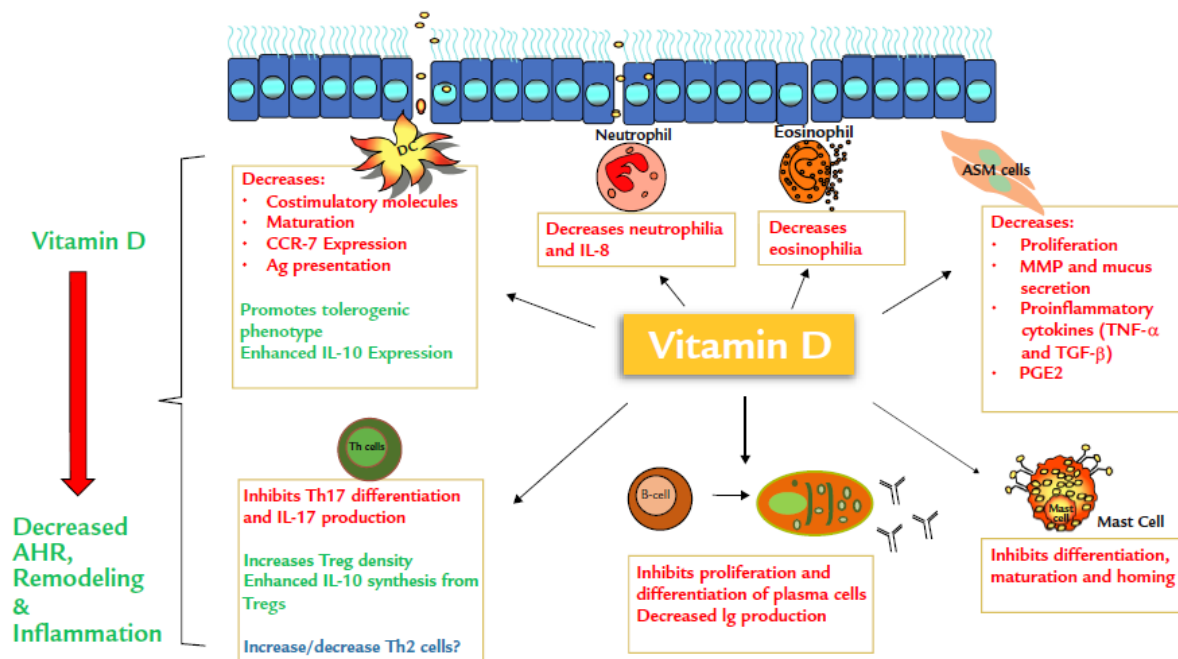 Vitamin D
Decreased
AHR,
Remodeling
&
Inflammation
DC
Decreases:
• Costimulatory molecules
• Maturation
• CCR-7 Expression
• Ag presentation
Promotes tolerogenic
phenotype
Enhanced IL-10 Expression
Neutrophil
Decreases neutrophilia
and IL-8
Eosinophil
Decreases
eosinophilia
ASM cells
Decreases:
• Proliferation
• MMP and mucus
secretion
• Proinflammatory
cytokines (TNF-α
and TGF-β)
• PGE2
Vitamin D
Th cells
Inhibits Th17 differentiation
and IL-17 production
Increases Treg density
Enhanced IL-10 synthesis from
Tregs
Increase/decrease Th2 cells?
B-cell
Inhibits proliferation and
differentiation of plasma cells
Decreased Ig production
Mast
cell
Mast Cell
Inhibits differentiation,
maturation and homing